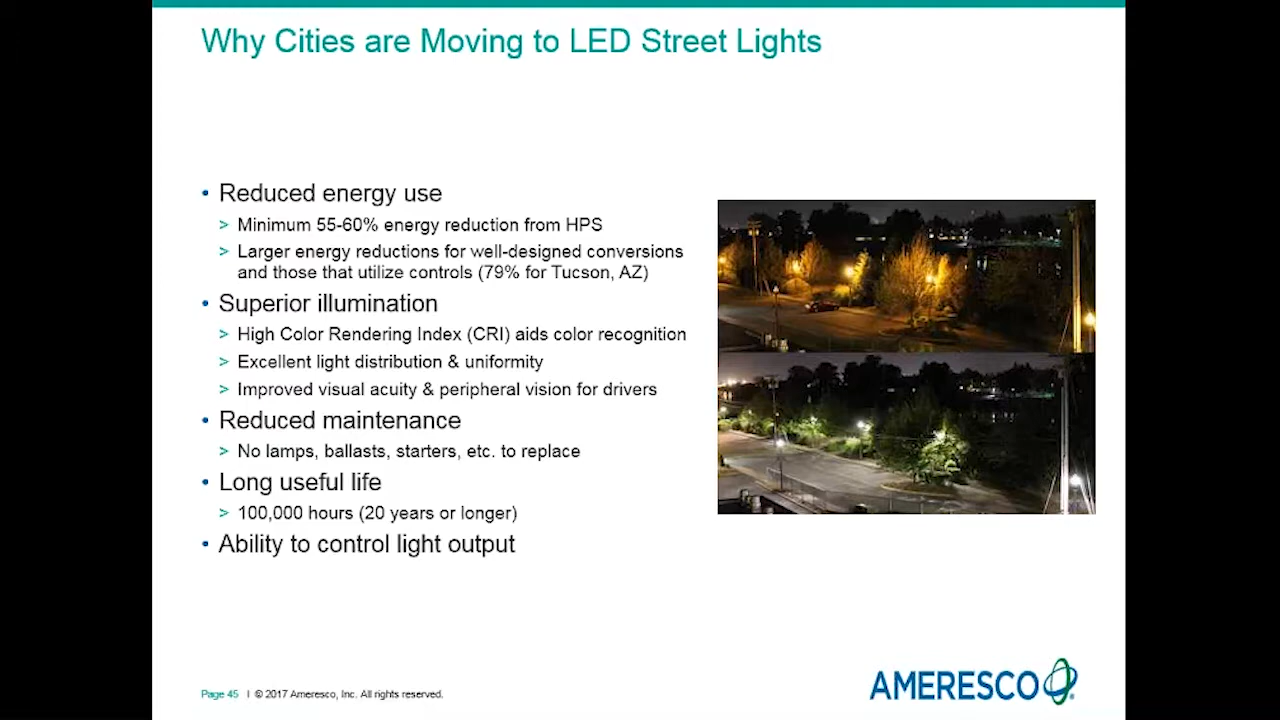 Why Cities are Moving to LED Street Lights
• Reduced energy use
> Minimum 55-60% energy reduction from HPS
> Larger energy reductions for well-designed conversions
and those that utilize controls (79% for Tucson, AZ)
• Superior illumination
> High Color Rendering Index (CRI) aids color recognition
> Excellent light distribution & uniformity
> Improved visual acuity & peripheral vision for drivers
• Reduced maintenance
> No lamps, ballasts, starters, etc. to replace
• Long useful life
> 100,000 hours (20 years or longer)
• Ability to control light output
Page 45 | © 2017 Ameresco, Inc. All rights reserved.
AMERESCO